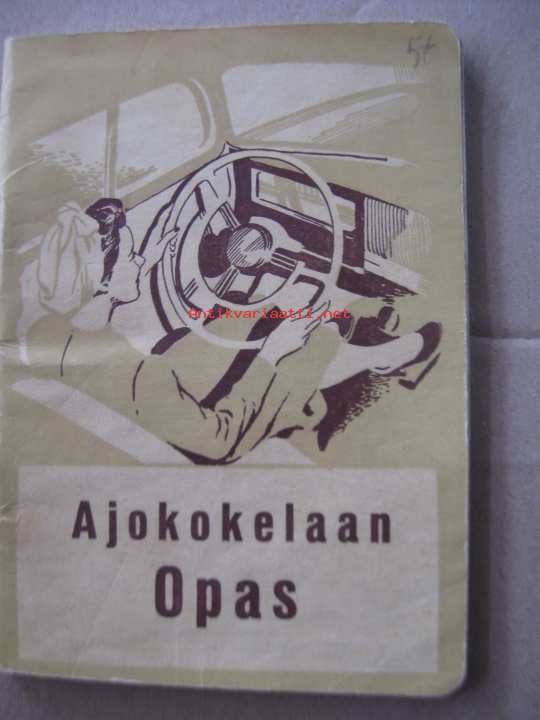 5€
antikvariaatti.net
Ajokokelaan
Opas